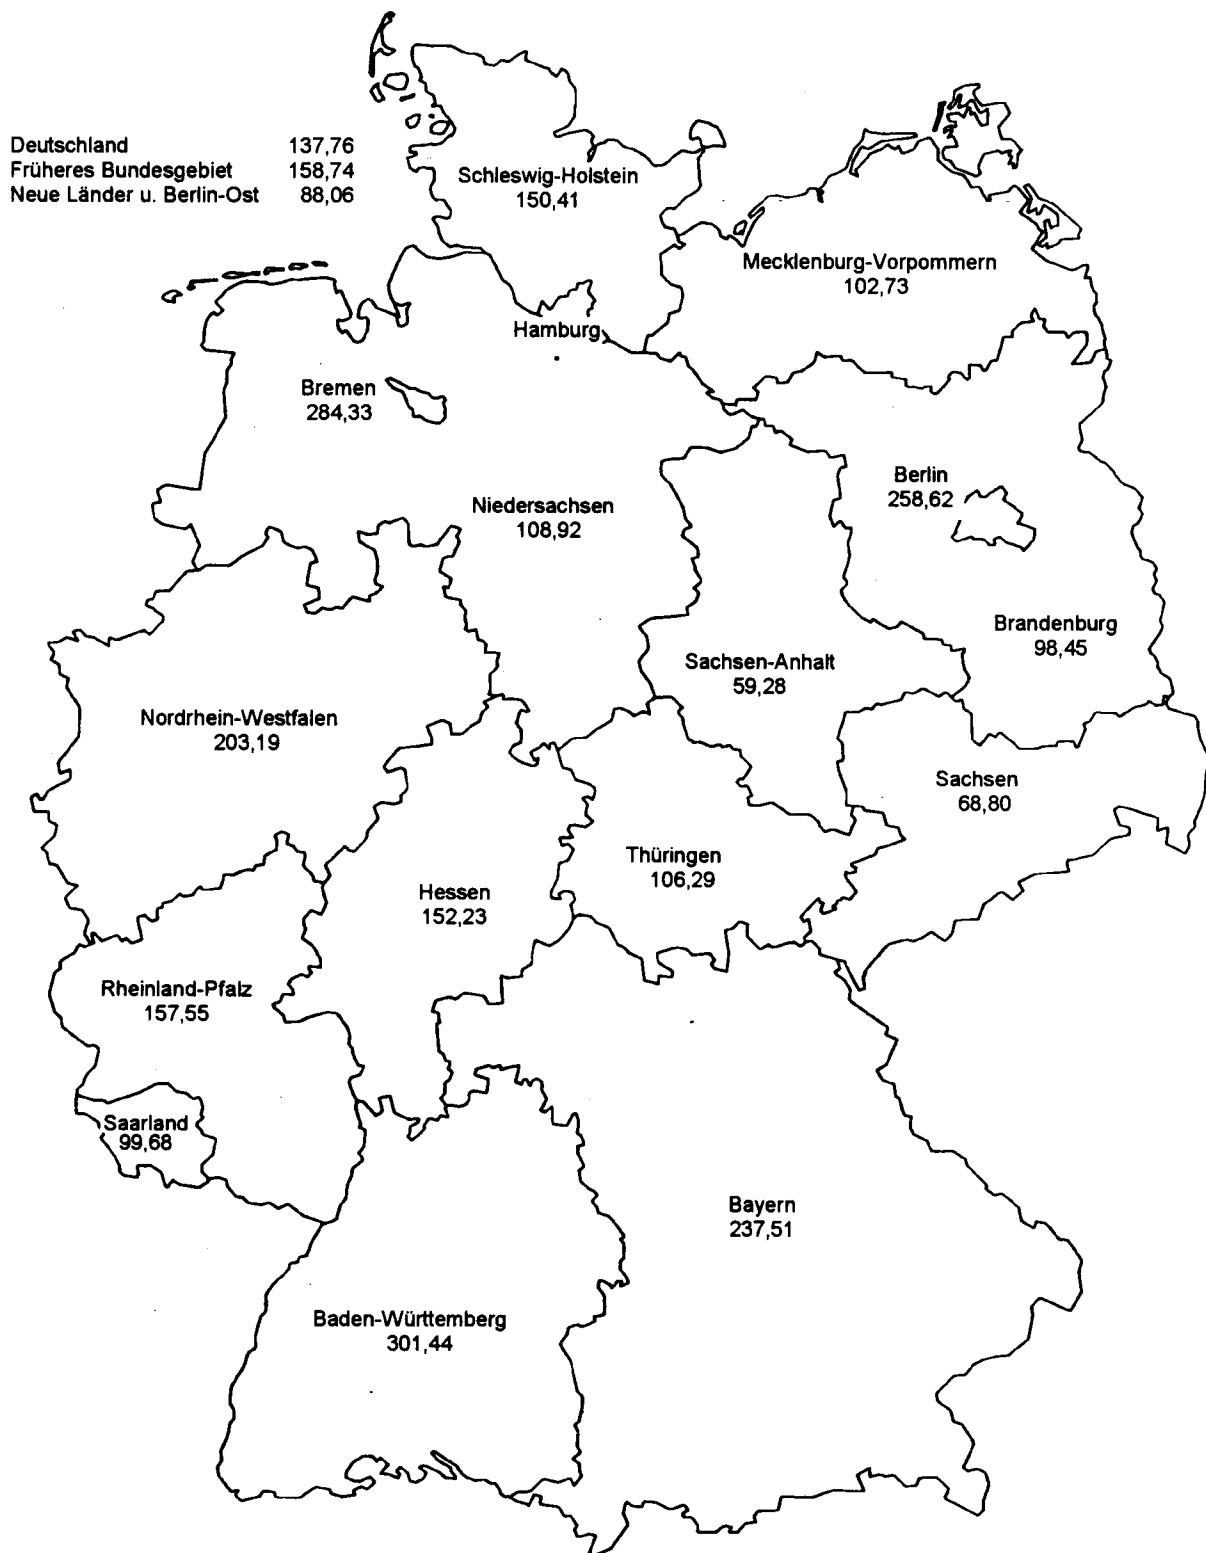 Deutschland 137,76
Früheres Bundesgebiet 158,74
Neue Länder u. Berlin-Ost 88,06
Schleswig-Holstein
150,41
Mecklenburg-Vorpommern
102,73
Hamburg
Bremen
284,33
Berlin
258,62
Niedersachsen
108,92
Brandenburg
98,45
Sachsen-Anhalt
59,28
Nordrhein-Westfalen
203,19
Sachsen
68,80
Thüringen
106,29
Hessen
152,23
Rheinland-Pfalz
157,55
Saarland
99,68
Bayern
237,51
Baden-Württemberg
301,44